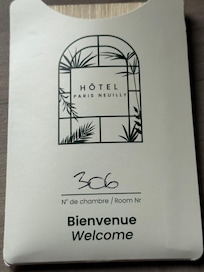 HÔTEL
PARIS NEUILLY
306
N° de chambre / Room Nr
Bienvenue
Welcome